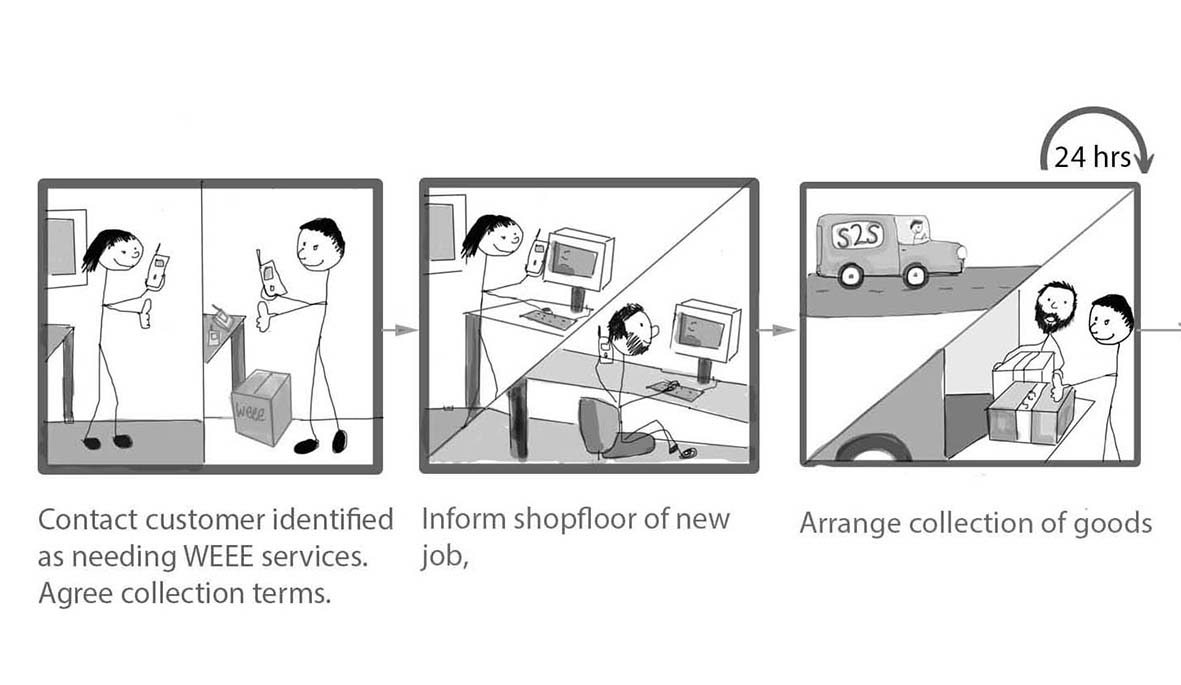 24 hrs
weee
S2S
Contact customer identified
as needing WEEE services.
Agree collection terms.
Inform shopfloor of new
job,
Arrange collection of goods